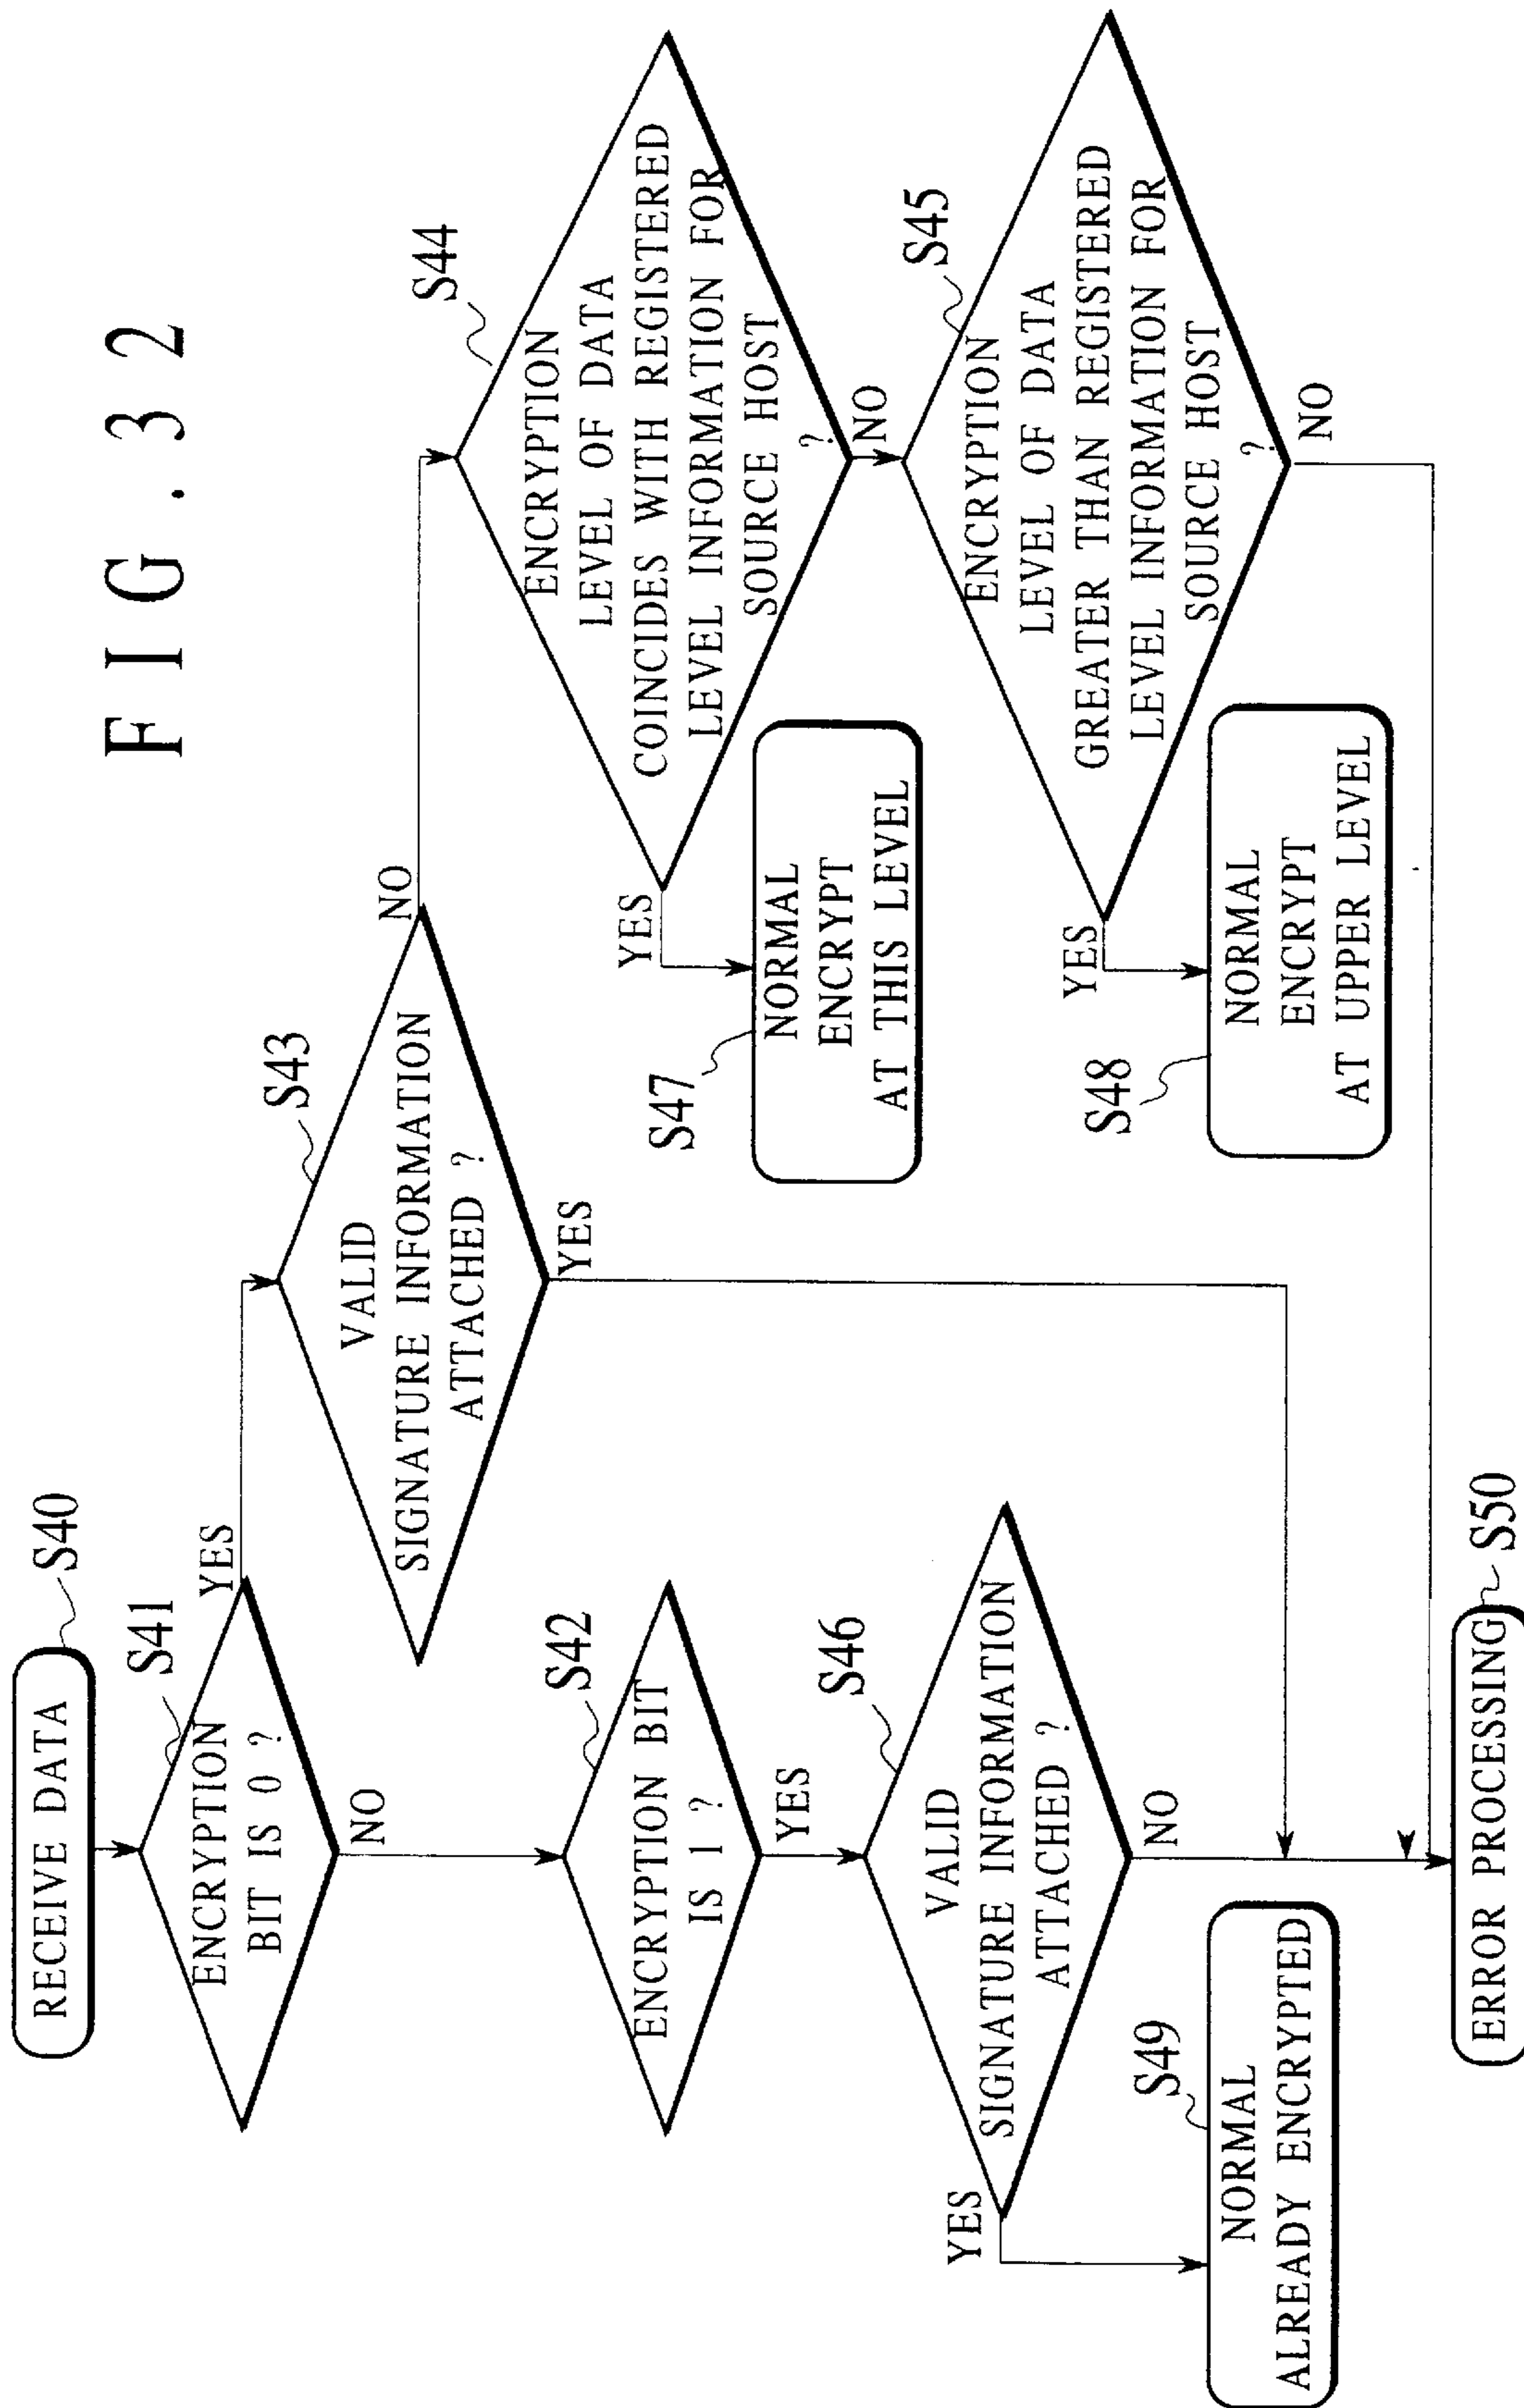 FIG.32
RECEIVE DATA
S40
ENCRYPTION
BIT IS 0 ?
S41
YES
NO
VALID
SIGNATURE INFORMATION
ATTACHED ?
S43
NO
YES
ENCRYPTION BIT
IS 1 ?
S42
YES
ENCRYPTION
LEVEL OF DATA
COINCIDES WITH REGISTERED
LEVEL INFORMATION FOR
SOURCE HOST
?
S44
YES
NO
NORMAL
ENCRYPT
AT THIS LEVEL
S47
VALID
SIGNATURE INFORMATION
ATTACHED ?
S46
YES
NO
ENCRYPTION
LEVEL OF DATA
GREATER THAN REGISTERED
LEVEL INFORMATION FOR
SOURCE HOST
?
S45
YES
NO
NORMAL
ALREADY ENCRYPTED
S49
NORMAL
ENCRYPT
AT UPPER LEVEL
S48
ERROR PROCESSING
S50